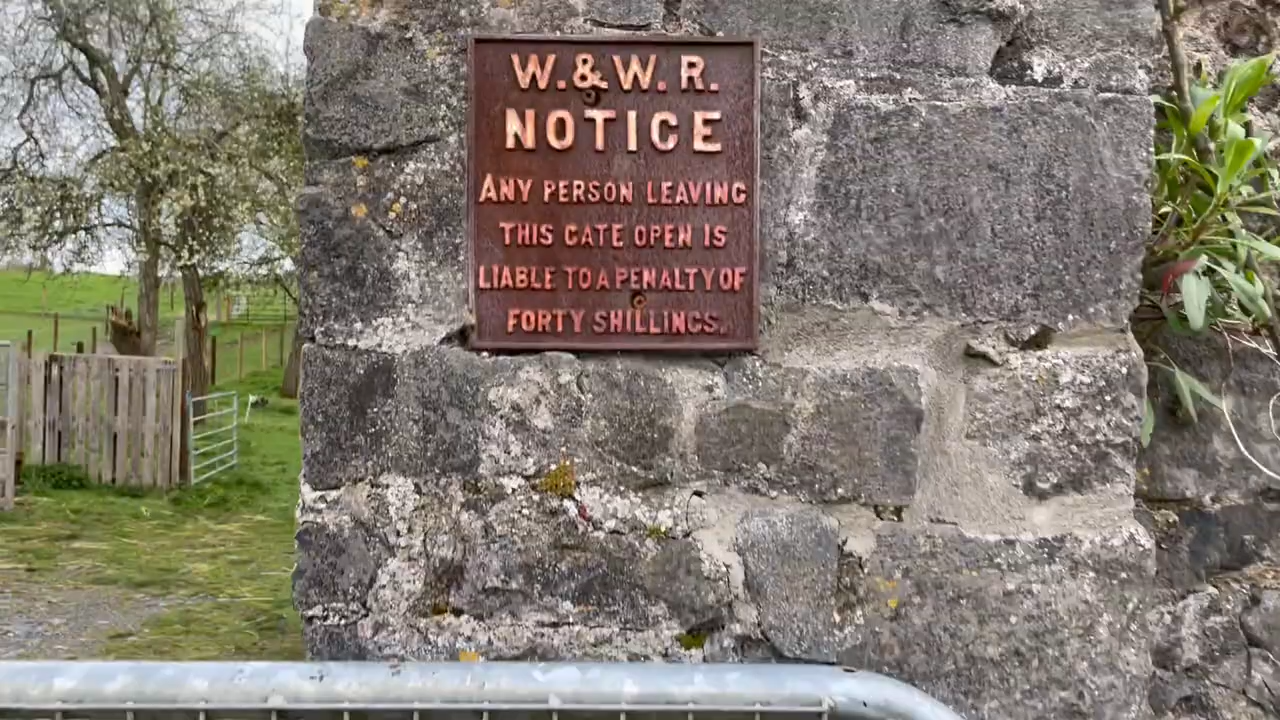 W.&W.R.
NOTICE
ANY PERSON LEAVING
THIS GATE OPEN IS
LIABLE TO A PENALTY OF
FORTY SHILLINGS.